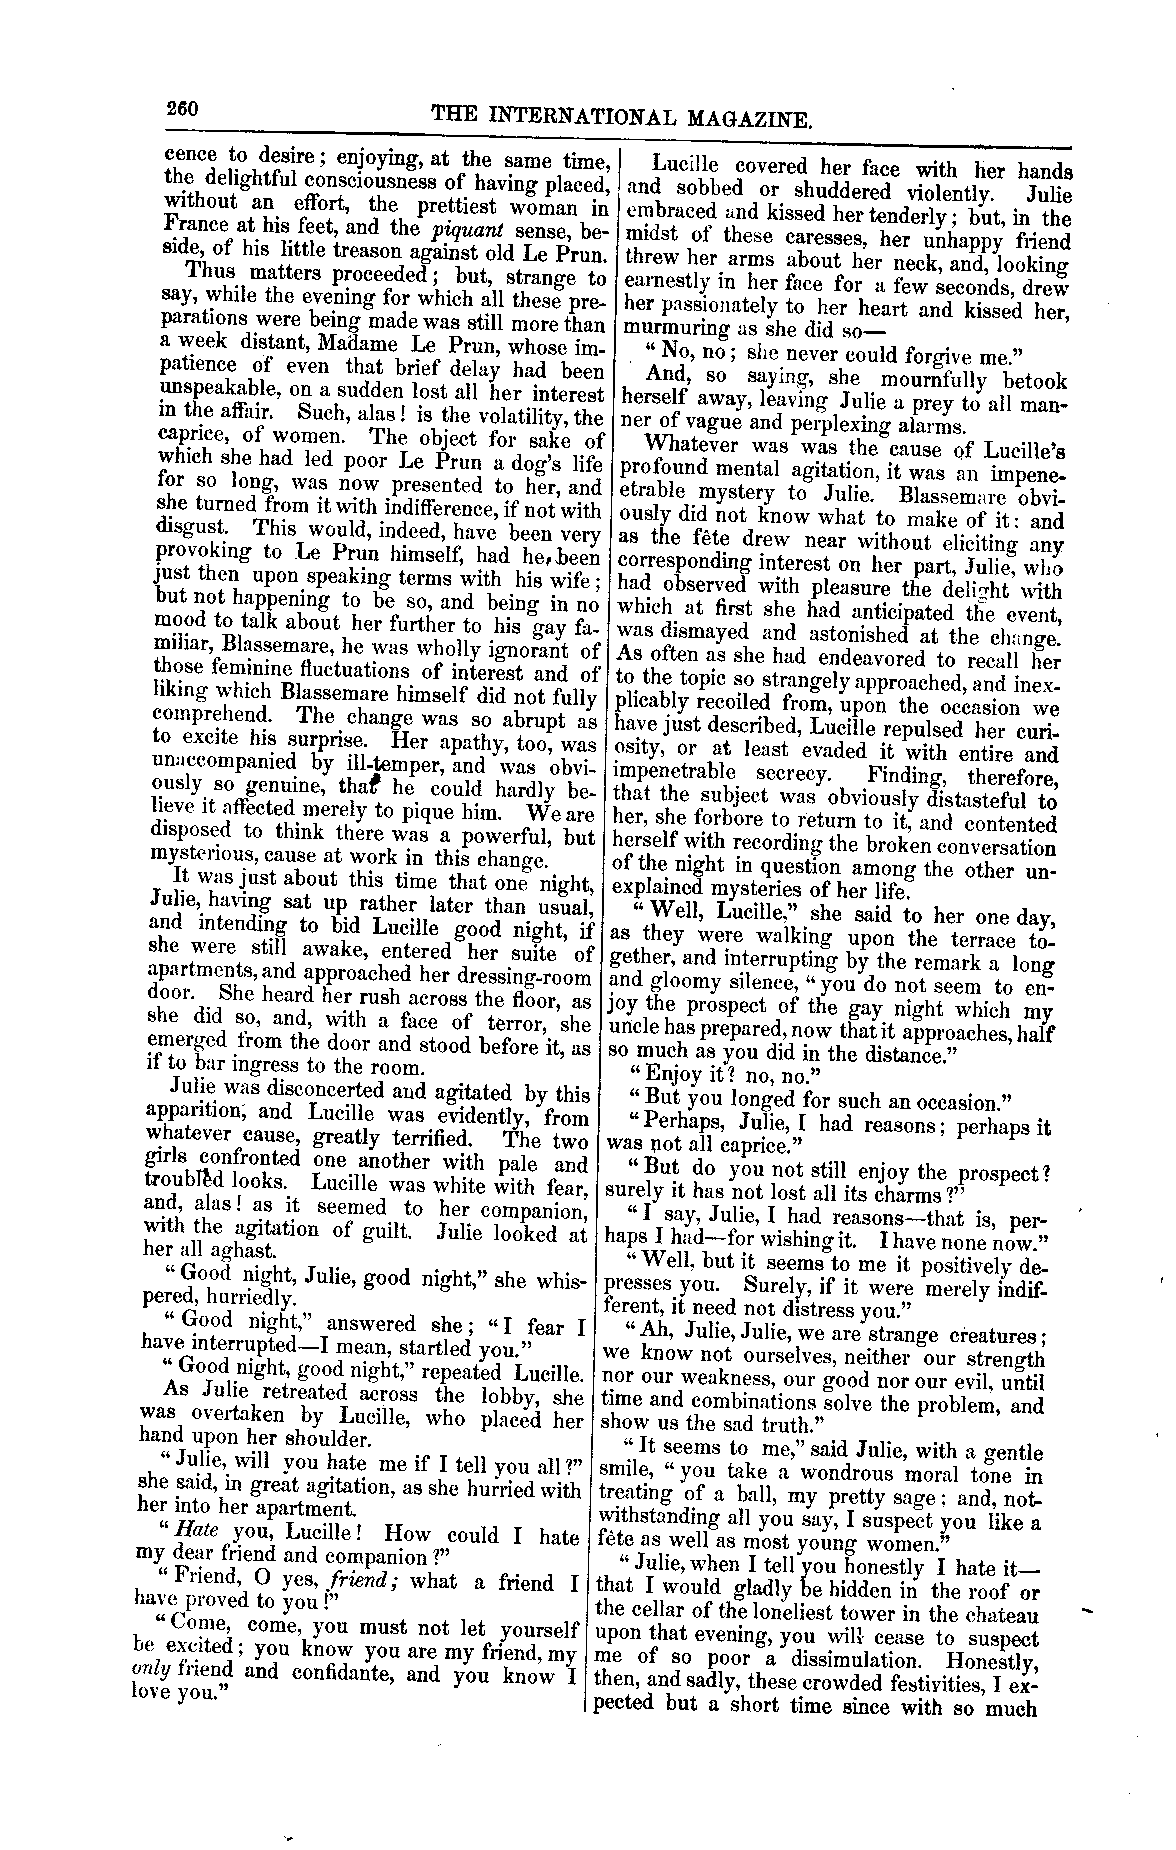 260
THE INTERNATIONAL MAGAZINE.
cence to desire; enjoying, at the same time,
the delightful consciousness of having placed,
without an effort, the prettiest woman in
France at his feet, and the piquant sense, be-
side, of his little treason against old Le Prun.
Thus matters proceeded; but, strange to
say, while the evening for which all these pre-
parations were being made was still more than
a week distant, Madame Le Prun, whose im-
patience of even that brief delay had been
unspeakable, on a sudden lost all her interest
in the affair. Such, alas! is the volatility, the
caprice, of women. The object for sake of
which she had led poor Le Prun a dog's life
for so long, was now presented to her, and
she turned from it with indifference, if not with
disgust. This would, indeed, have been very
provoking to Le Prun himself, had he, been
just then upon speaking terms with his wife;
but not happening to be so, and being in no
mood to talk about her further to his gay fa-
miliar, Blassemare, he was wholly ignorant of
those feminine fluctuations of interest and of
liking which Blassemare himself did not fully
comprehend. The change was so abrupt as
to excite his surprise. Her apathy, too, was
unaccompanied by ill-temper, and was obvi-
ously so genuine, that he could hardly be-
lieve it affected merely to pique him. We are
disposed to think there was a powerful, but
mysterious, cause at work in this change.
It was just about this time that one night,
Julie, having sat up rather later than usual,
and intending to bid Lucille good night, if
she were still awake, entered her suite of
apartments, and approached her dressing-room
door. She heard her rush across the floor, as
she did so, and, with a face of terror, she
emerged from the door and stood before it, as
if to bar ingress to the room.
Julie was disconcerted and agitated by this
apparition, and Lucille was evidently, from
whatever cause, greatly terrified. The two
girls confronted one another with pale and
troubled looks. Lucille was white with fear,
and, alas! as it seemed to her companion,
with the agitation of guilt. Julie looked at
her all aghast.
"Good night, Julie, good night," she whis-
pered, hurriedly.
"Good night," answered she; "I fear I
have interrupted—I mean, startled you."
"Good night, good night," repeated Lucille.
As Julie retreated across the lobby, she
was overtaken by Lucille, who placed her
hand upon her shoulder.
"Julie, will you hate me if I tell you all?"
she said, in great agitation, as she hurried with
her into her apartment.
"Hate you, Lucille! How could I hate
my dear friend and companion?"
"Friend, O yes, friend; what a friend I
have proved to you!"
"Come, come, you must not let yourself
be excited; you know you are my friend, my
only friend and confidante, and you know I
love you."
Lucille covered her face with her hands
and sobbed or shuddered violently. Julie
embraced and kissed her tenderly; but, in the
midst of these caresses, her unhappy friend
threw her arms about her neck, and, looking
earnestly in her face for a few seconds, drew
her passionately to her heart and kissed her,
murmuring as she did so—
"No, no; she never could forgive me."
And, so saying, she mournfully betook
herself away, leaving Julie a prey to all man-
ner of vague and perplexing alarms.
Whatever was was the cause of Lucille's
profound mental agitation, it was an impene-
etrable mystery to Julie. Blassemare obvi-
ously did not know what to make of it: and
as the fête drew near without eliciting any
corresponding interest on her part, Julie, who
had observed with pleasure the delight with
which at first she had anticipated the event,
was dismayed and astonished at the change.
As often as she had endeavored to recall her
to the topic so strangely approached, and inex-
plicably recoiled from, upon the occasion we
have just described, Lucille repulsed her curi-
osity, or at least evaded it with entire and
impenetrable secrecy. Finding, therefore,
that the subject was obviously distasteful to
her, she forbore to return to it, and contented
herself with recording the broken conversation
of the night in question among the other un-
explained mysteries of her life.
"Well, Lucille," she said to her one day,
as they were walking upon the terrace to-
gether, and interrupting by the remark a long
and gloomy silence, "you do not seem to en-
joy the prospect of the gay night which my
uncle has prepared, now that it approaches, half
so much as you did in the distance."
"Enjoy it? no, no."
"But you longed for such an occasion."
"Perhaps, Julie, I had reasons; perhaps it
was not all caprice."
"But do you not still enjoy the prospect?
surely it has not lost all its charms?"
"I say, Julie, I had reasons—that is, per-
haps I had—for wishing it. I have none now."
"Well, but it seems to me it positively de-
presses you. Surely, if it were merely indif-
ferent, it need not distress you."
"Ah, Julie, Julie, we are strange creatures;
we know not ourselves, neither our strength
nor our weakness, our good nor our evil, until
time and combinations solve the problem, and
show us the sad truth."
"It seems to me," said Julie, with a gentle
smile, "you take a wondrous moral tone in
treating of a ball, my pretty sage; and, not-
withstanding all you say, I suspect you like a
fête as well as most young women."
"Julie, when I tell you honestly I hate it—
that I would gladly be hidden in the roof or
the cellar of the loneliest tower in the chateau
upon that evening, you will cease to suspect
me of so poor a dissimulation. Honestly,
then, and sadly, these crowded festivities, I ex-
pected but a short time since with so much